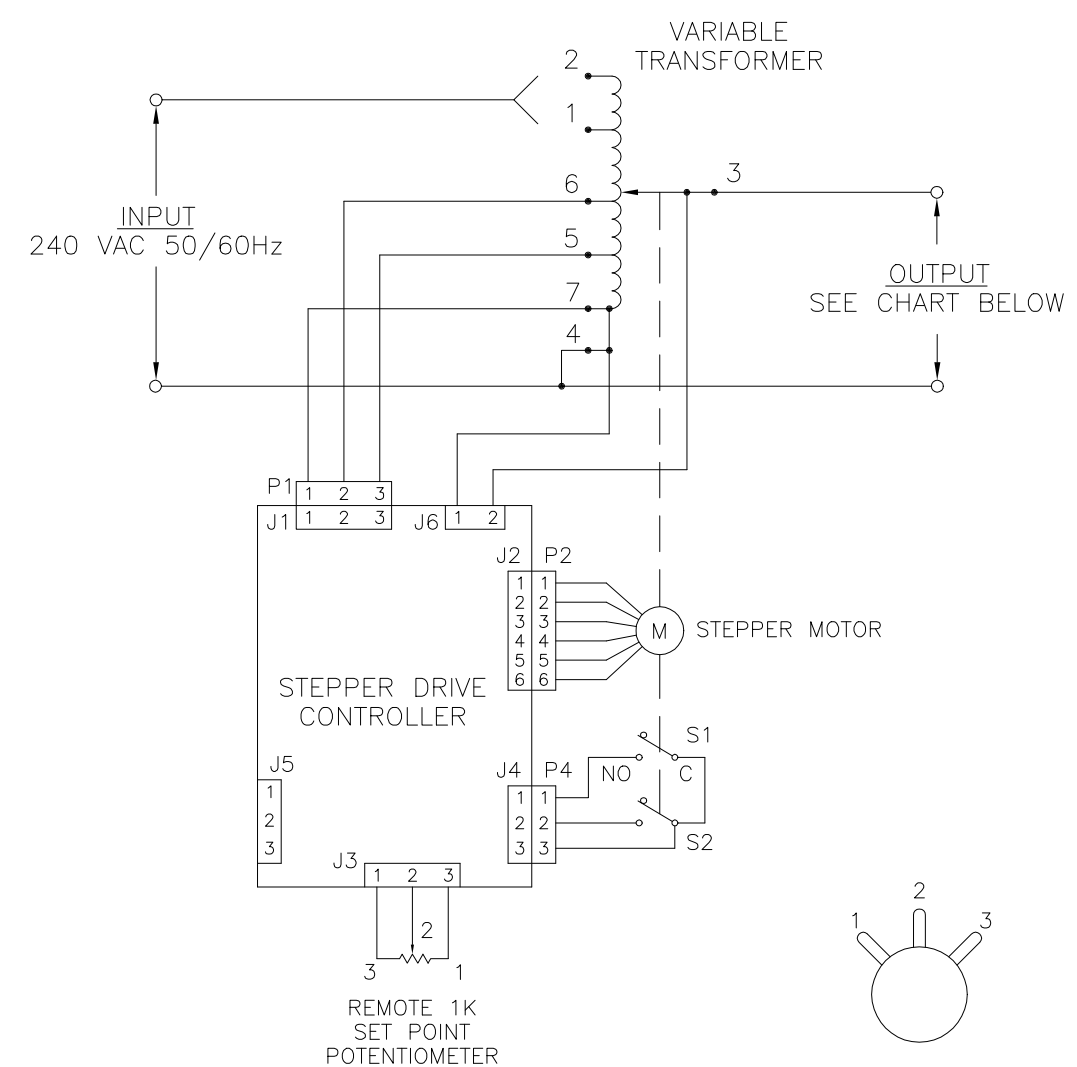 VARIABLE
TRANSFORMER
2
1
6
5
7
4
3
INPUT
240 VAC 50/60Hz
OUTPUT
SEE CHART BELOW
P1
1 2 3
J1
1 2 3
J6
1 2
J2 P2
1 1
2 2
3 3
4 4
5 5
6 6
M
STEPPER MOTOR
STEPPER DRIVE
CONTROLLER
S1
NO C
S2
J5
1
2
3
J4 P4
1 1
2 2
3 3
J3
1 2 3
2
3 1
REMOTE 1K
SET POINT
POTENTIOMETER
1 2 3